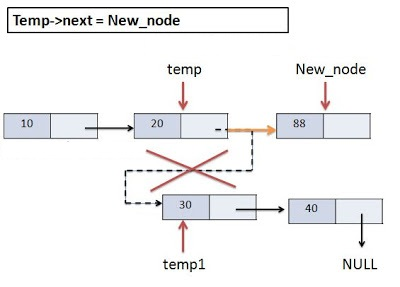 Temp->next = New_node
temp New_node
10 20 88
30 40
temp1 NULL